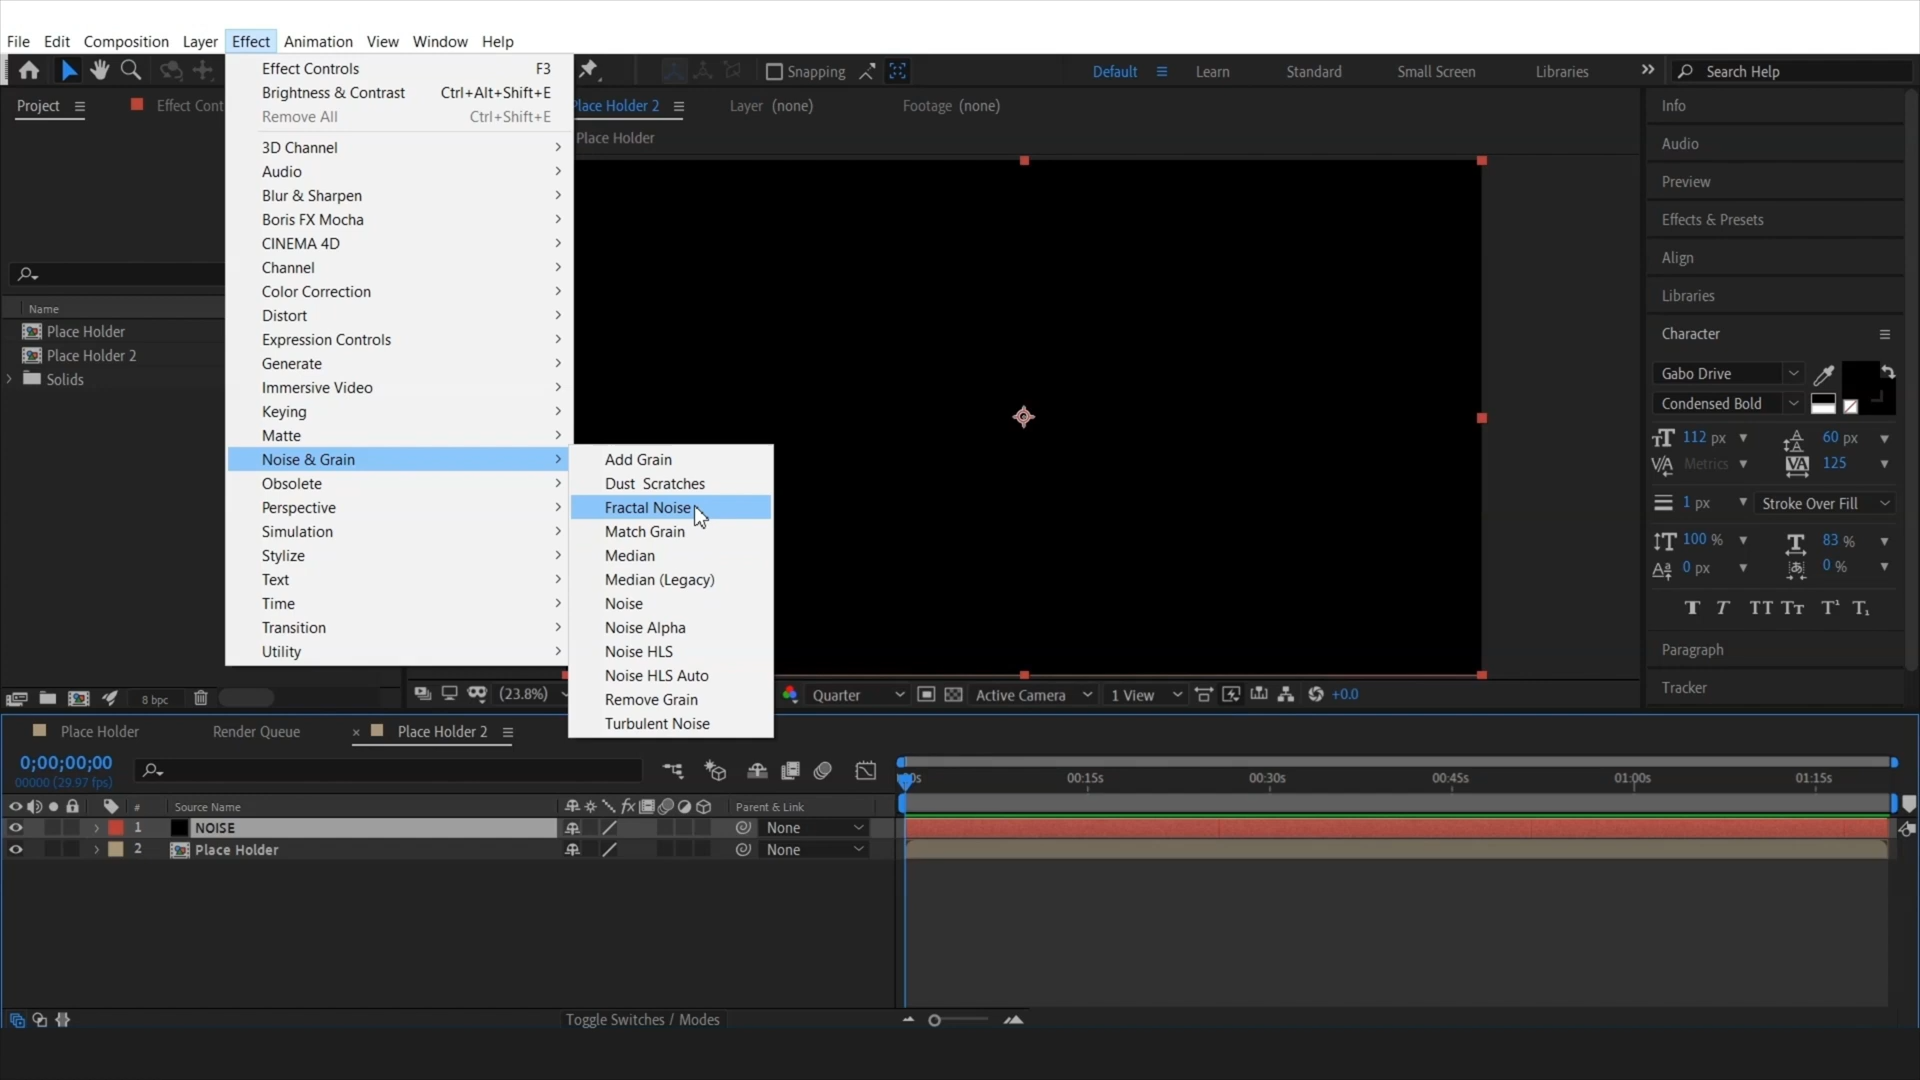 File Edit Composition Layer Effect Animation View Window Help
Snapping Default Learn Standard Small Screen Libraries Search Help
Effect Controls F3
Brightness & Contrast Ctrl+Alt+Shift+E
Remove All Ctrl+Shift+E
3D Channel
Audio
Blur & Sharpen
Boris FX Mocha
CINEMA 4D
Channel
Color Correction
Distort
Expression Controls
Generate
Immersive Video
Keying
Matte
Noise & Grain
Obsolete
Perspective
Simulation
Stylize
Text
Time
Transition
Utility
Add Grain
Dust Scratches
Fractal Noise
Match Grain
Median
Median (Legacy)
Noise
Noise Alpha
Noise HLS
Noise HLS Auto
Remove Grain
Turbulent Noise
Project Effect Cont
Name
Place Holder
Place Holder 2
Solids
8 bpc
Place Holder 2 Layer (none) Footage (none)
Place Holder
(23.8%) Quarter Active Camera 1 View +0.0
Info
Audio
Preview
Effects & Presets
Align
Libraries
Character
Gabo Drive
Condensed Bold
112 px 60 px
Metrics 125
1 px Stroke Over Fill
100 % 83 %
0 px 0 %
T T TT Tt T¹ T₁
Paragraph
Tracker
Place Holder Render Queue × Place Holder 2
0;00;00;00
00000 (29.97 fps)
00:15s 00:30s 00:45s 01:00s 01:15s
# Source Name fx Parent & Link
1 NOISE None
2 Place Holder None
Toggle Switches / Modes